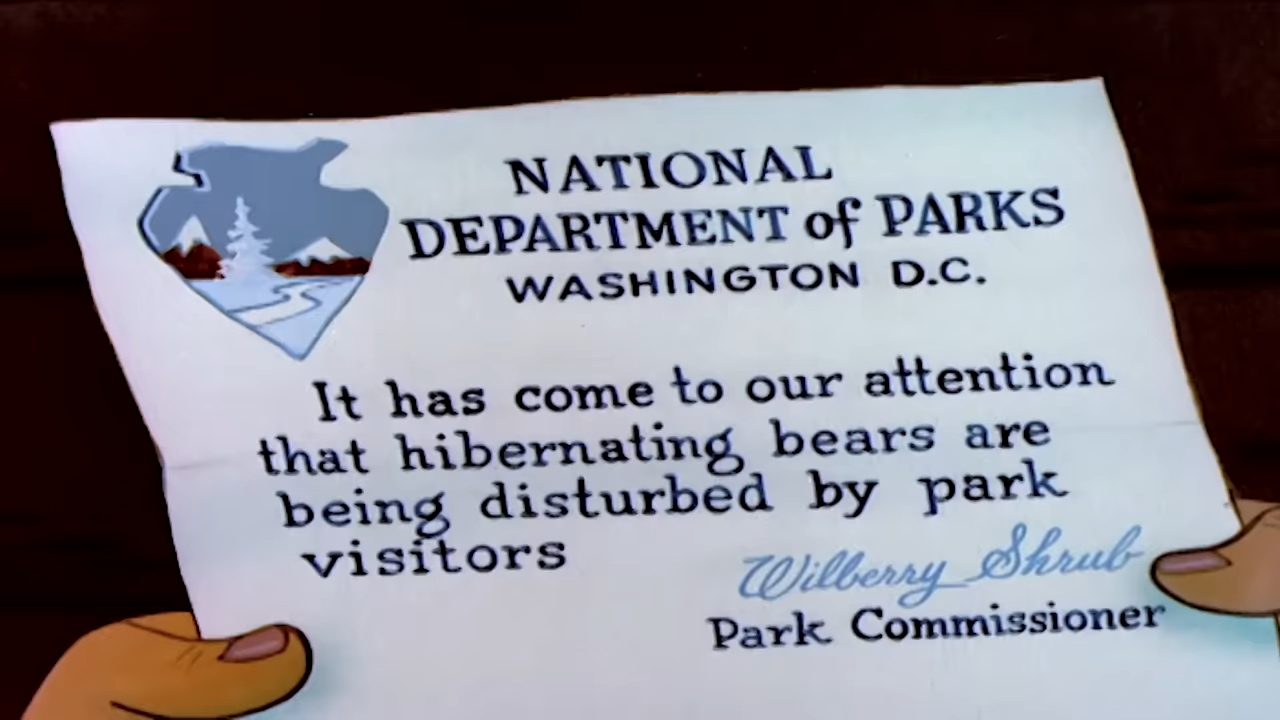 NATIONAL
DEPARTMENT of PARKS
WASHINGTON D.C.
It has come to our attention
that hibernating bears are
being disturbed by park
visitors
Wilberry Shrub
Park Commissioner